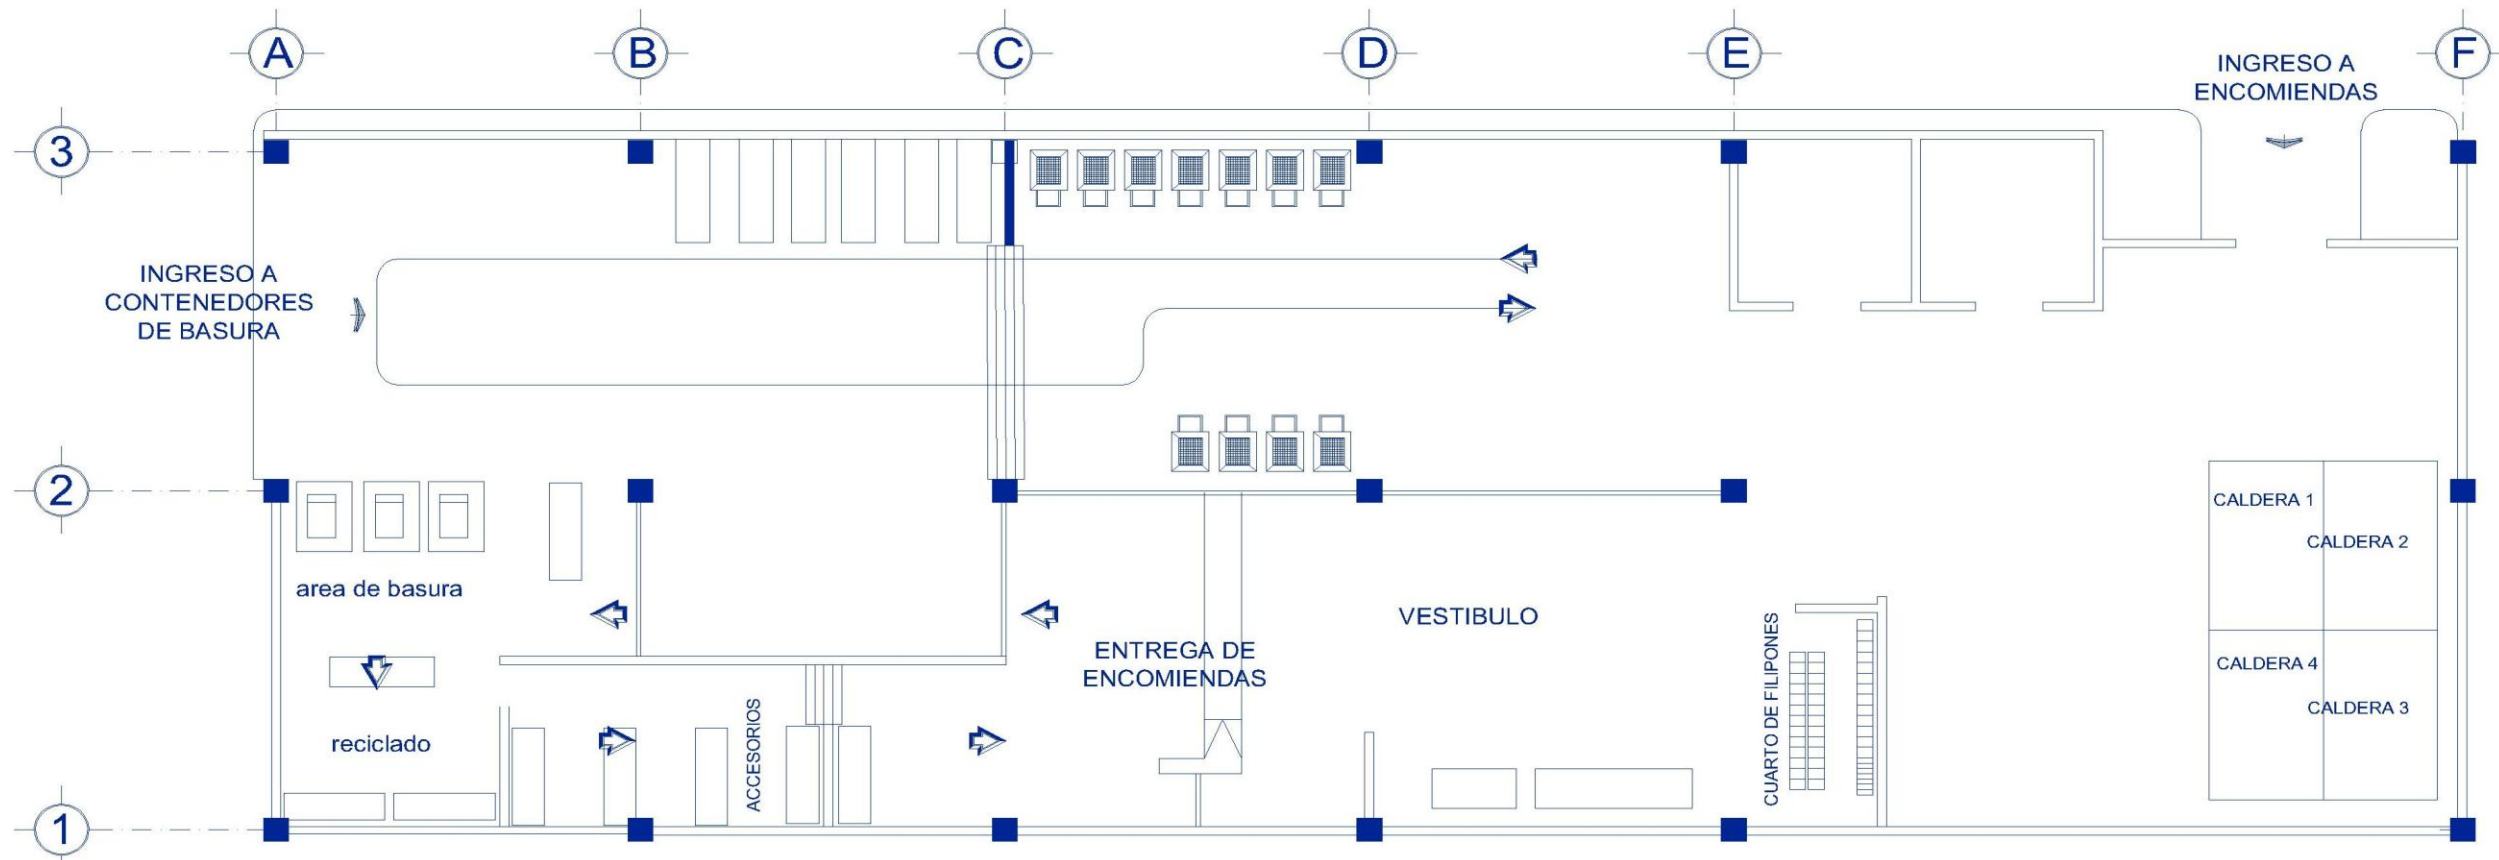 A
B
C
D
E
F
INGRESO A
ENCOMIENDAS
3
INGRESO A
CONTENEDORES
DE BASURA
2
CALDERA 1
CALDERA 2
area de basura
VESTIBULO
ENTREGA DE
ENCOMIENDAS
CUARTO DE FILIPONES
CALDERA 4
CALDERA 3
reciclado
ACCESORIOS
1